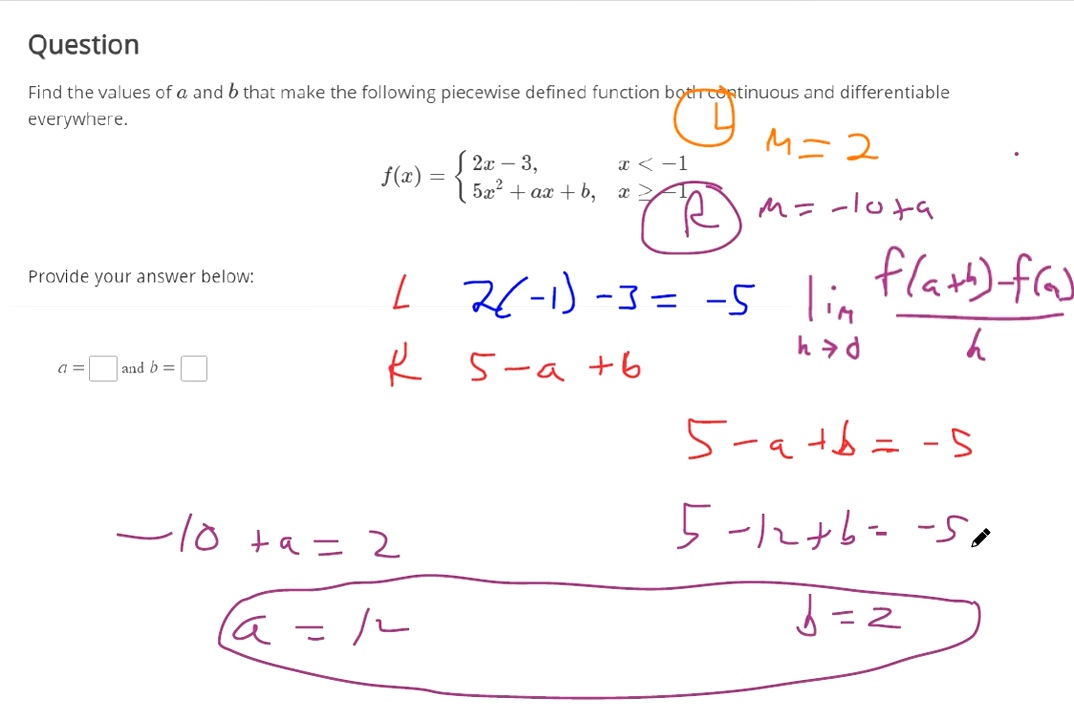 Question
Find the values of a and b that make the following piecewise defined function both continuous and differentiable
everywhere.
L
M = 2
f(x) = { 2x − 3, x < −1
5x² + ax + b, x ≥ −1
R
M = -10+a
Provide your answer below:
L 2(-1) -3 = -5
lim h→0 f(a+h)-f(a) / h
R 5-a+b
a = and b =
5-a+b = -5
-10 +a = 2
5 -12+b = -5
a = 12
b = 2